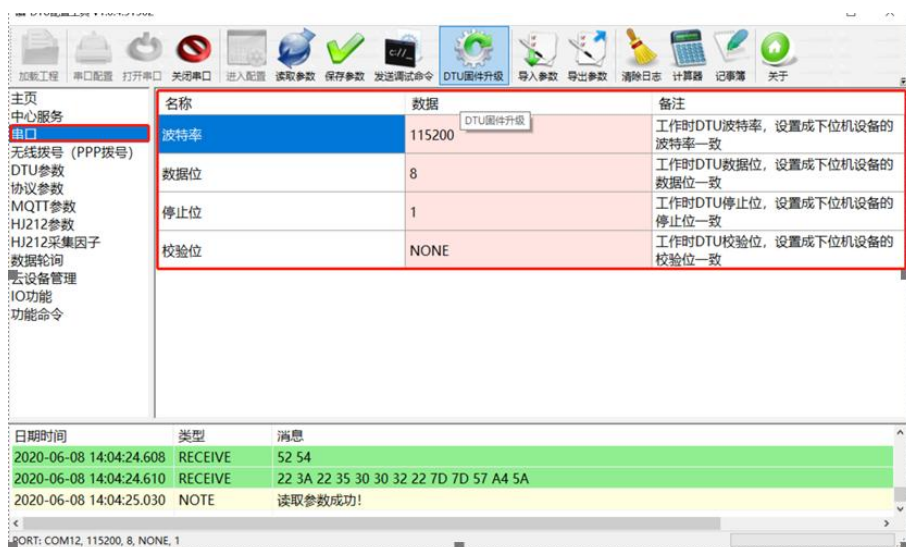 加载工程 串口配置 打开串口 关闭串口 进入配置 读取参数 保存参数 发送调试命令 DTU固件升级 导入参数 导出参数 清除日志 计算器 记事簿 关于
主页
中心服务
串口
无线拨号（PPP拨号）
DTU参数
协议参数
MQTT参数
HJ212参数
HJ212采集因子
数据轮询
云设备管理
IO功能
功能命令
名称 数据 备注
DTU固件升级
波特率 115200 工作时DTU波特率，设置成下位机设备的
波特率一致
数据位 8 工作时DTU数据位，设置成下位机设备的
数据位一致
停止位 1 工作时DTU停止位，设置成下位机设备的
停止位一致
校验位 NONE 工作时DTU校验位，设置成下位机设备的
校验位一致
日期时间 类型 消息
2020-06-08 14:04:24.608 RECEIVE 52 54
2020-06-08 14:04:24.610 RECEIVE 22 3A 22 35 30 30 32 22 7D 7D 57 A4 5A
2020-06-08 14:04:25.030 NOTE 读取参数成功!
PORT: COM12, 115200, 8, NONE, 1